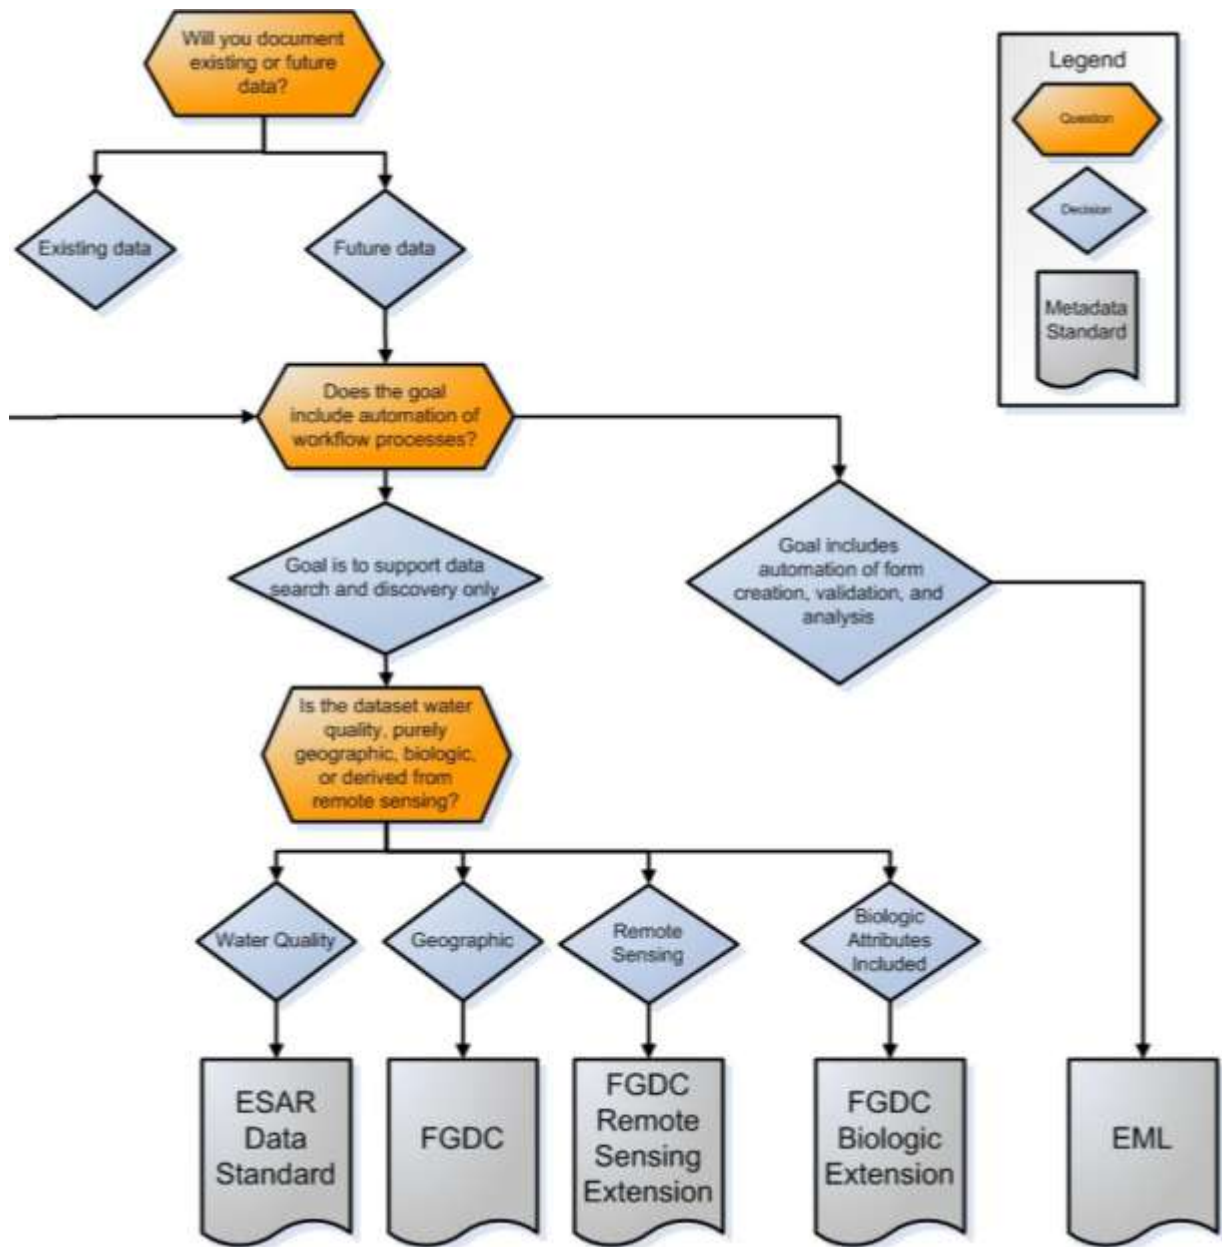 Will you document
existing or future
data?
Legend
Question
Decision
Metadata
Standard
Existing data
Future data
Does the goal
include automation of
workflow processes?
Goal is to support data
search and discovery only
Goal includes
automation of form
creation, validation, and
analysis
Is the dataset water
quality, purely
geographic, biologic,
or derived from
remote sensing?
Water Quality
Geographic
Remote
Sensing
Biologic
Attributes
Included
ESAR
Data
Standard
FGDC
FGDC
Remote
Sensing
Extension
FGDC
Biologic
Extension
EML